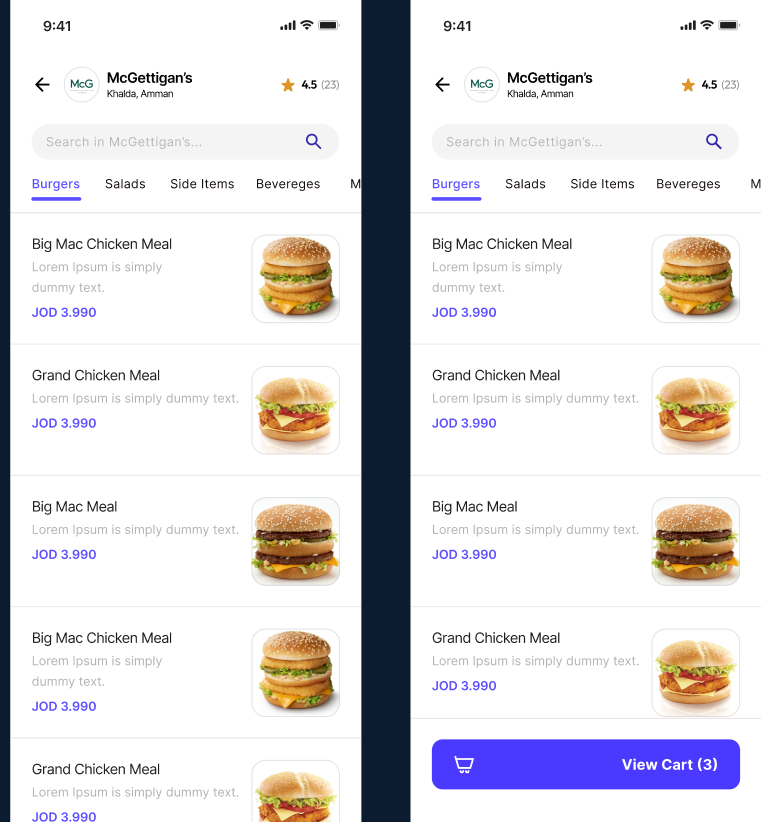 9:41
McG
McGettigan's
Khalda, Amman
4.5 (23)
Search in McGettigan's...
Burgers Salads Side Items Bevereges M
Big Mac Chicken Meal
Lorem Ipsum is simply
dummy text.
JOD 3.990
Grand Chicken Meal
Lorem Ipsum is simply dummy text.
JOD 3.990
Big Mac Meal
Lorem Ipsum is simply dummy text.
JOD 3.990
Big Mac Chicken Meal
Lorem Ipsum is simply
dummy text.
JOD 3.990
Grand Chicken Meal
Lorem Ipsum is simply dummy text.
JOD 3.990
9:41
McG
McGettigan's
Khalda, Amman
4.5 (23)
Search in McGettigan's...
Burgers Salads Side Items Bevereges M
Big Mac Chicken Meal
Lorem Ipsum is simply
dummy text.
JOD 3.990
Grand Chicken Meal
Lorem Ipsum is simply dummy text.
JOD 3.990
Big Mac Meal
Lorem Ipsum is simply dummy text.
JOD 3.990
Grand Chicken Meal
Lorem Ipsum is simply dummy text.
JOD 3.990
View Cart (3)